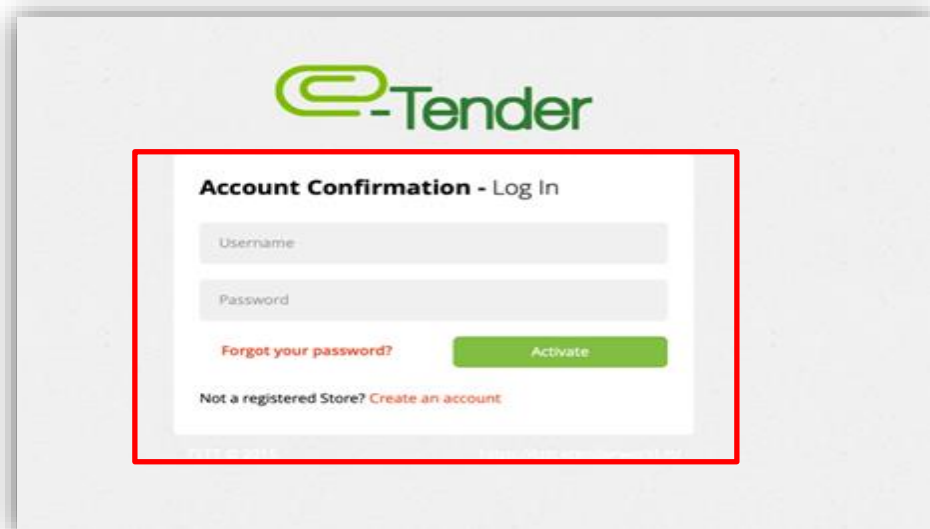 e-Tender
Account Confirmation - Log In
Username
Password
Forgot your password?
Activate
Not a registered Store? Create an account